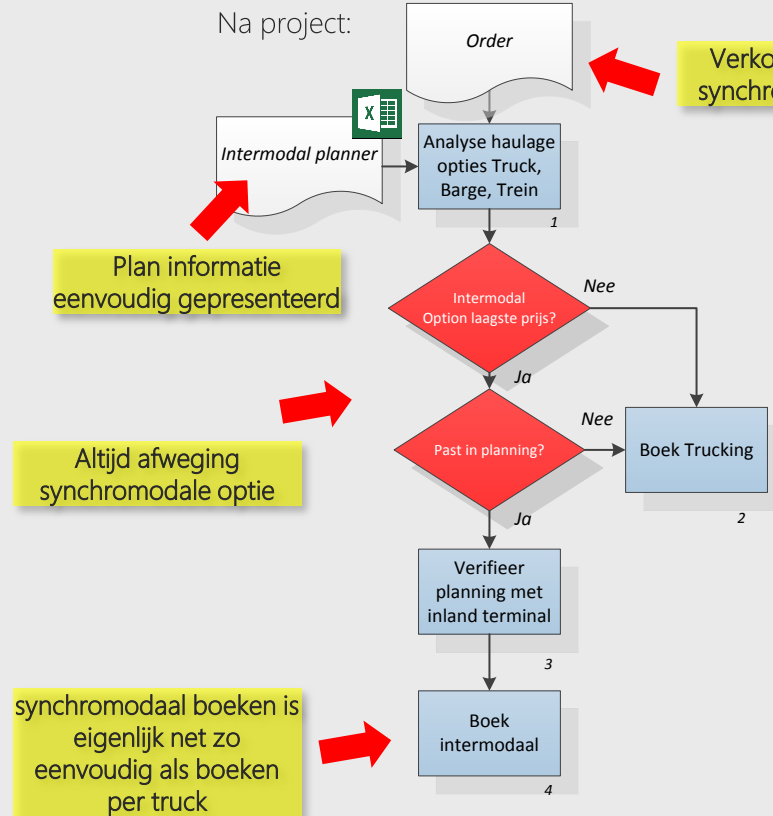 Na project:
Order
Verko
synchro
Intermodal planner
X
Analyse haulage
opties Truck,
Barge, Trein
1
Plan informatie
eenvoudig gepresenteerd
Intermodal
Option laagste prijs?
Nee
Ja
Altijd afweging
synchromodale optie
Past in planning?
Nee
Boek Trucking
2
Ja
Verifieer
planning met
inland terminal
3
synchromodaal boeken is
eigenlijk net zo
eenvoudig als boeken
per truck
Boek
intermodaal
4